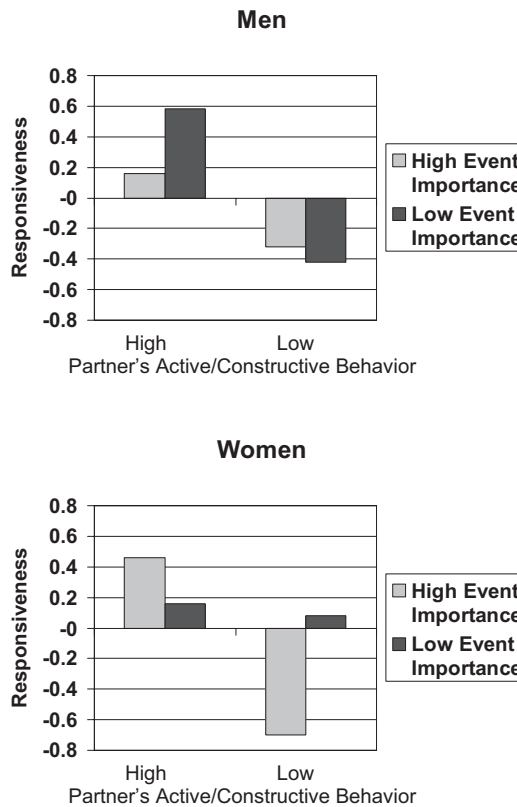 Men
0.8
0.6
0.4
0.2
-0
-0.2
-0.4
-0.6
-0.8
Responsiveness
High Event
Importance
Low Event
Importance
High Low
Partner's Active/Constructive Behavior
Women
0.8
0.6
0.4
0.2
-0
-0.2
-0.4
-0.6
-0.8
Responsiveness
High Event
Importance
Low Event
Importance
High Low
Partner's Active/Constructive Behavior